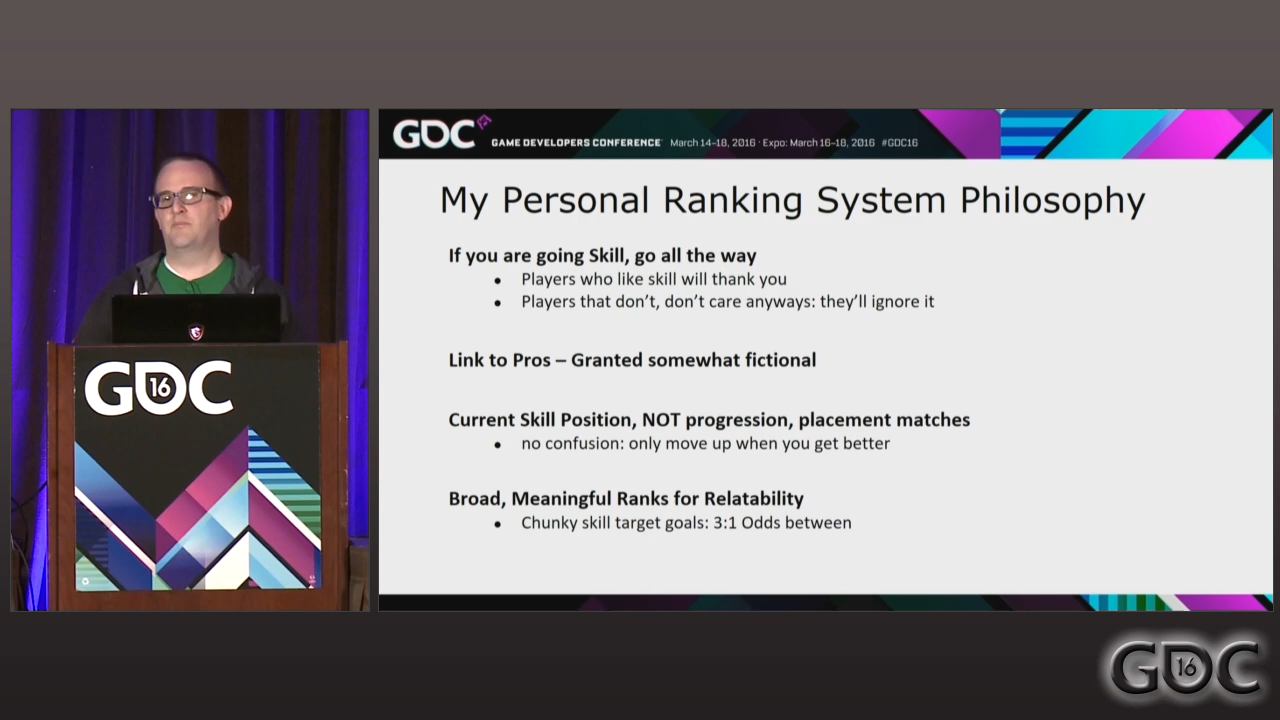 GDC
GAME DEVELOPERS CONFERENCE March 14-18, 2016 · Expo: March 16-18, 2016 #GDC16
My Personal Ranking System Philosophy
If you are going Skill, go all the way
• Players who like skill will thank you
• Players that don't, don't care anyways: they'll ignore it
Link to Pros – Granted somewhat fictional
Current Skill Position, NOT progression, placement matches
• no confusion: only move up when you get better
Broad, Meaningful Ranks for Relatability
• Chunky skill target goals: 3:1 Odds between
GDC 16
GDC 16